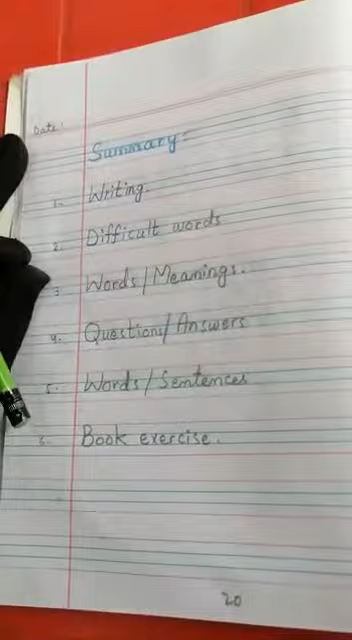 Date:
Summary:
1. Writing.
2. Difficult words
3. Words/Meanings.
4. Questions/Answers
5. Words/Sentences
6. Book exercise.
20